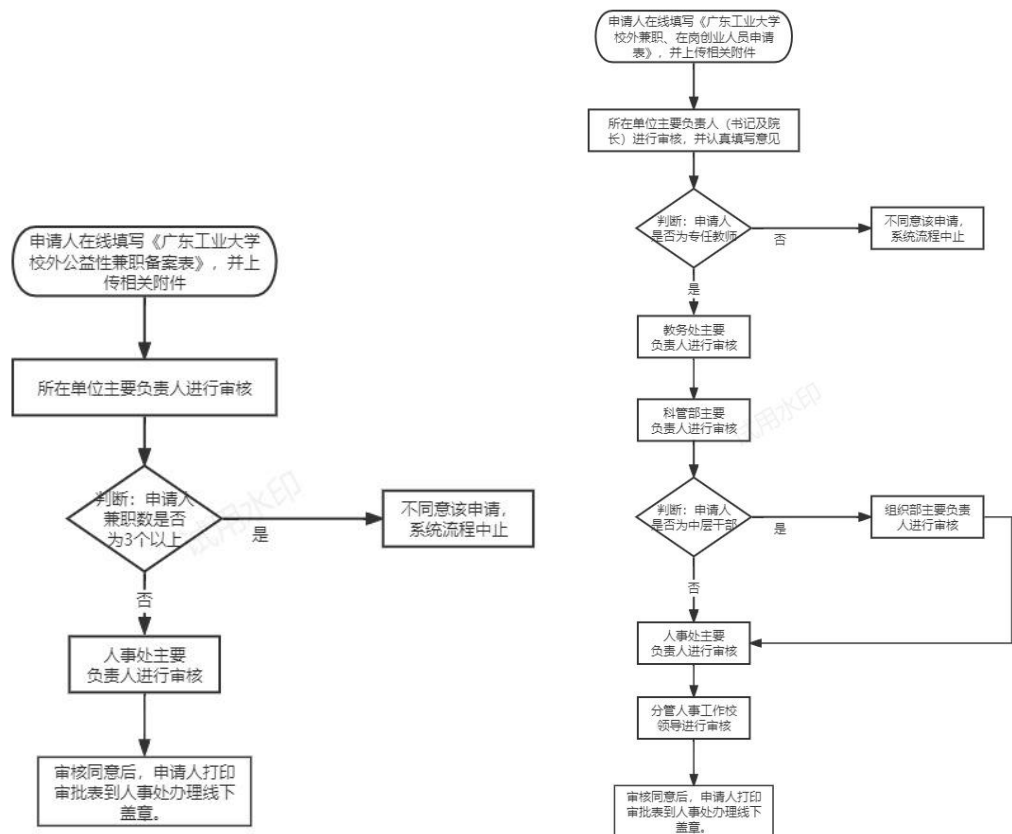 申请人在线填写《广东工业大学
校外公益性兼职备案表》，并上
传相关附件
所在单位主要负责人进行审核
判断：申请人
兼职数是否
为3个以上
是
不同意该申请，
系统流程中止
否
人事处主要
负责人进行审核
审核同意后，申请人打印
审批表到人事处办理线下
盖章。
试用水印
申请人在线填写《广东工业大学
校外兼职、在岗创业人员申请
表》，并上传相关附件
所在单位主要负责人（书记及院
长）进行审核，并认真填写意见
判断：申请人
是否为专任教师
否
不同意该申请，
系统流程中止
是
教务处主要
负责人进行审核
科管部主要
负责人进行审核
判断：申请人
是否为中层干部
是
组织部主要负责
人进行审核
否
人事处主要
负责人进行审核
分管人事工作校
领导进行审核
审核同意后，申请人打印
审批表到人事处办理线下
盖章。
试用水印